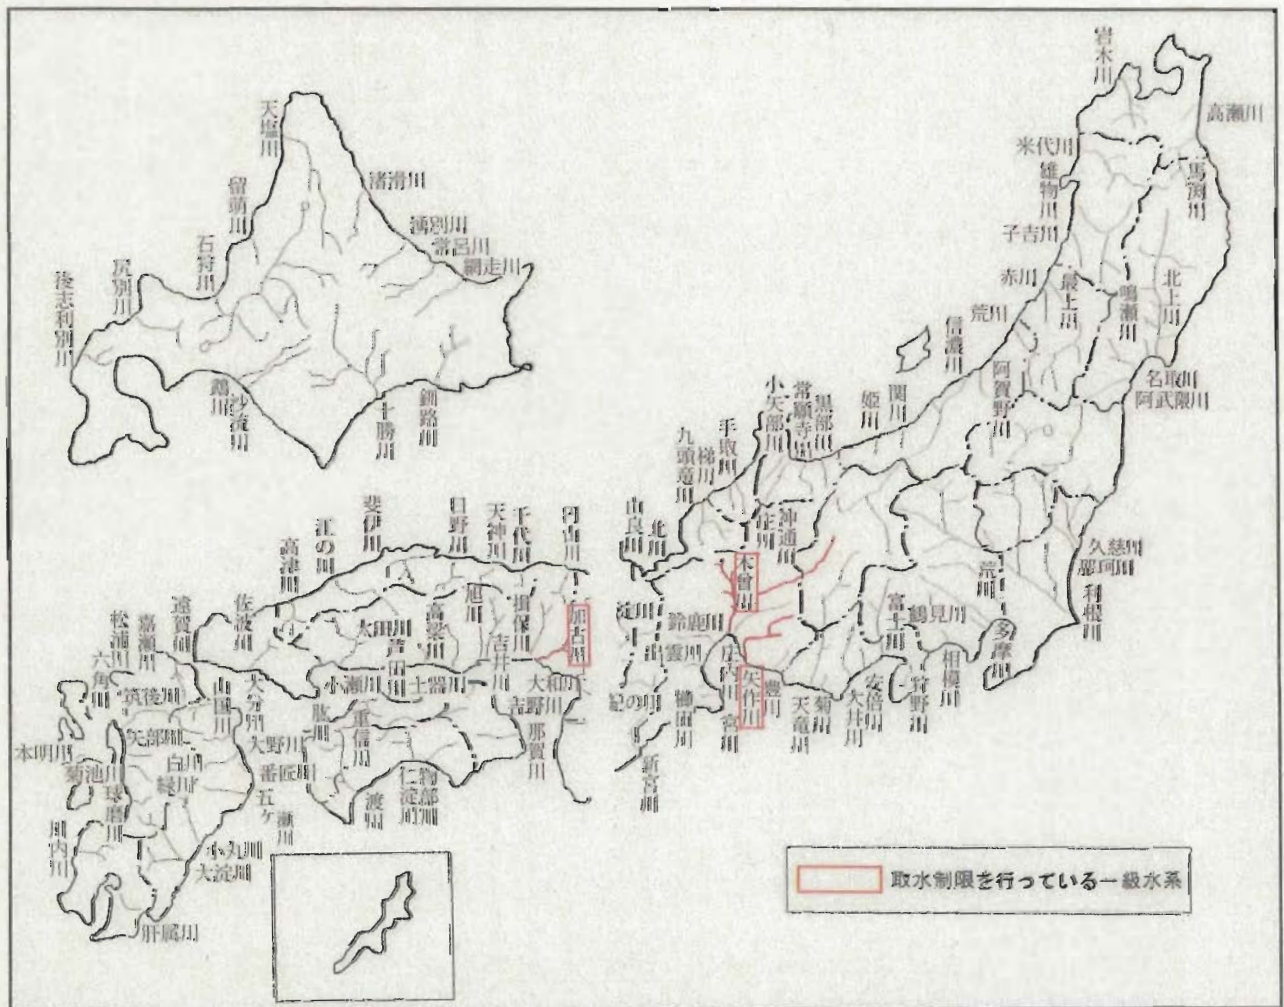 天塩川
渚滑川
留萌川
湧別川
常呂川
網走川
石狩川
尻別川
後志利別川
鵡川
沙流川
十勝川
釧路川
岩木川
高瀬川
米代川
馬渕川
雄物川
子吉川
赤川
最上川
鳴瀬川
北上川
荒川
信濃川
阿賀野川
名取川
阿武隈川
関川
姫川
黒部川
常願寺川
小矢部川
手取川
梯川
九頭竜川
庄川
神通川
久慈川
那珂川
利根川
荒川
多摩川
鶴見川
相模川
富士川
狩野川
安倍川
大井川
菊川
天竜川
豊川
矢作川
庄内川
木曽川
鈴鹿川
雲出川
櫛田川
宮川
北川
由良川
淀川
紀の川
新宮川
円山川
加古川
千代川
天神川
日野川
斐伊川
江の川
高津川
佐波川
揖保川
旭川
吉井川
高梁川
太田川
芦田川
小瀬川
大和川
土器川
吉野川
那賀川
重信川
肱川
物部川
仁淀川
渡川
遠賀川
嘉瀬川
松浦川
六角川
筑後川
山国川
大分川
大野川
番匠川
五ヶ瀬川
矢部川
本明川
菊池川
白川
緑川
球磨川
川内川
小丸川
大淀川
肝属川
取水制限を行っている一級水系